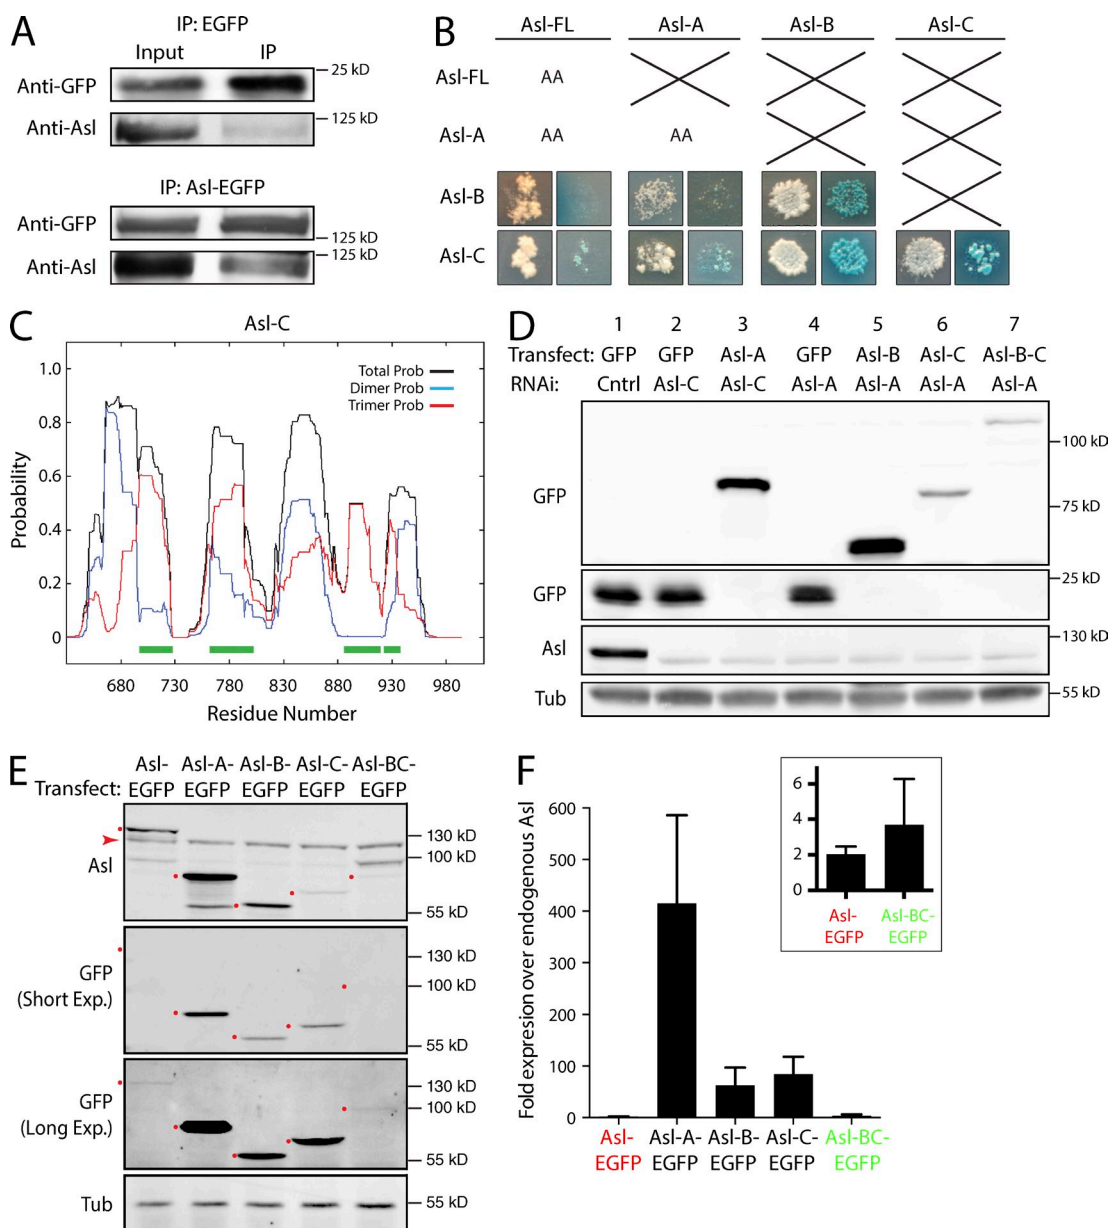 A
IP: EGFP
Input IP
Anti-GFP
25 kD
Anti-Asl
125 kD
IP: Asl-EGFP
Anti-GFP
125 kD
Anti-Asl
125 kD
B
Asl-FL Asl-A Asl-B Asl-C
Asl-FL AA
Asl-A AA AA
Asl-B
Asl-C
C
Asl-C
Total Prob
Dimer Prob
Trimer Prob
1.0
0.8
0.6
0.4
0.2
0
Probability
680 730 780 830 880 930 980
Residue Number
D
1 2 3 4 5 6 7
Transfect: GFP GFP Asl-A GFP Asl-B Asl-C Asl-B-C
RNAi: Cntrl Asl-C Asl-C Asl-A Asl-A Asl-A Asl-A
GFP
100 kD
75 kD
GFP
25 kD
Asl
130 kD
Tub
55 kD
E
Asl- Asl-A- Asl-B- Asl-C- Asl-BC-
Transfect: EGFP EGFP EGFP EGFP EGFP
Asl
130 kD
100 kD
55 kD
GFP
(Short Exp.)
130 kD
100 kD
55 kD
GFP
(Long Exp.)
130 kD
100 kD
55 kD
Tub
55 kD
F
Fold expresion over endogenous Asl
600
500
400
300
200
100
0
Asl- Asl-A- Asl-B- Asl-C- Asl-BC-
EGFP EGFP EGFP EGFP EGFP
6
4
2
0
Asl- Asl-BC-
EGFP EGFP